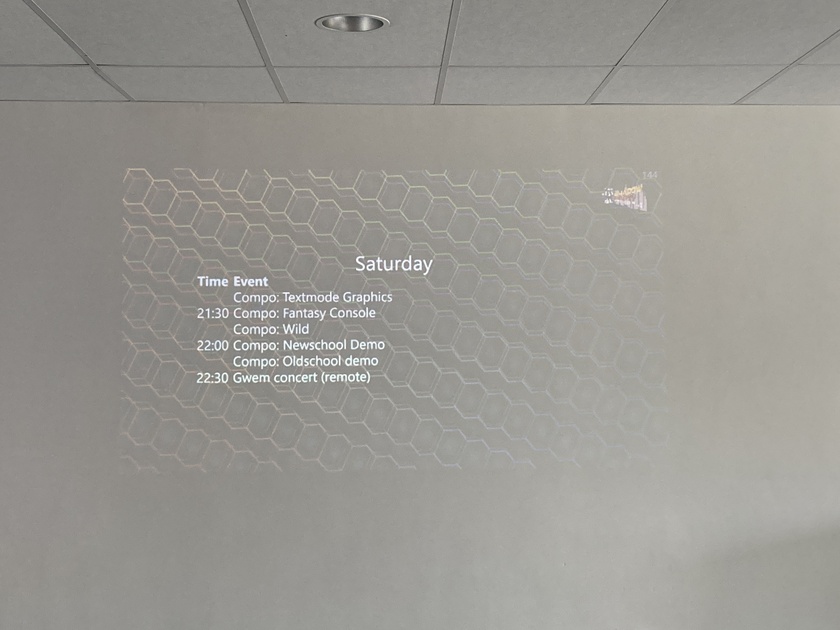 Saturday
Time Event
Compo: Textmode Graphics
21:30 Compo: Fantasy Console
Compo: Wild
22:00 Compo: Newschool Demo
Compo: Oldschool demo
22:30 Gwem concert (remote)